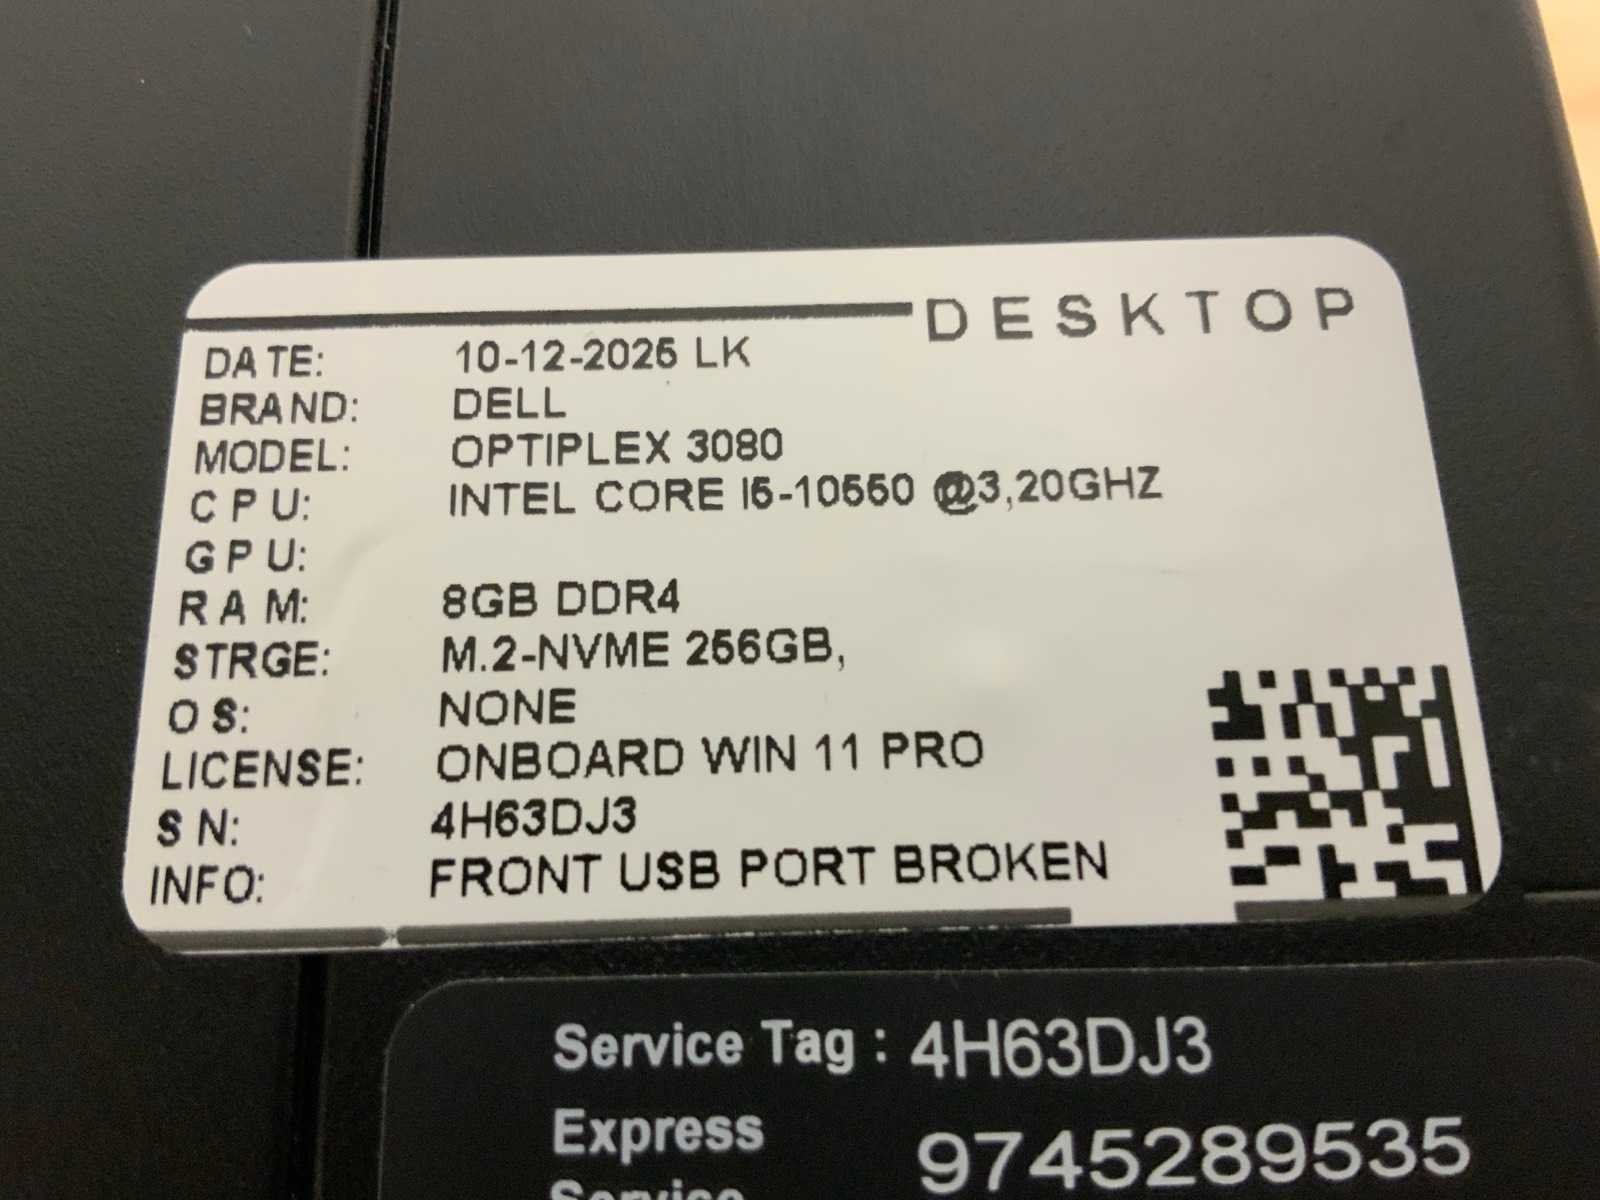 DESKTOP
DATE: 10-12-2025 LK
BRAND: DELL
MODEL: OPTIPLEX 3080
CPU: INTEL CORE I5-10550 @3,20GHZ
GPU:
RAM: 8GB DDR4
STRGE: M.2-NVME 256GB,
OS: NONE
LICENSE: ONBOARD WIN 11 PRO
SN: 4H63DJ3
INFO: FRONT USB PORT BROKEN
Service Tag : 4H63DJ3
Express 9745289535
Service